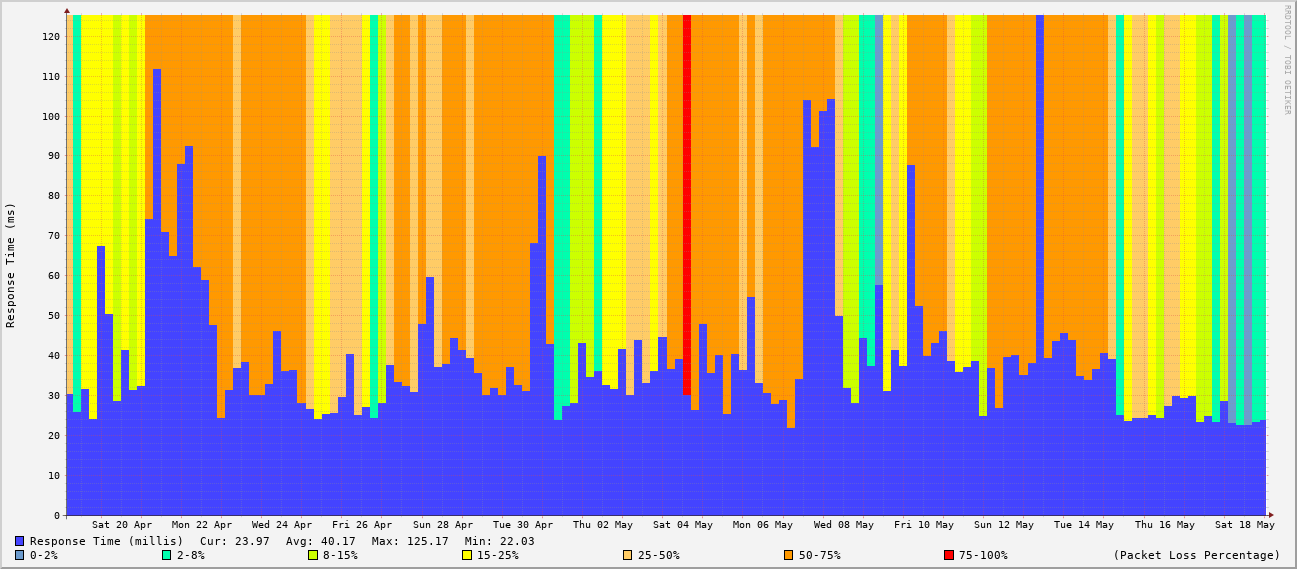 RRDTOOL / TOBI OETIKER
Response Time (ms)
120
110
100
90
80
70
60
50
40
30
20
10
0
Sat 20 Apr Mon 22 Apr Wed 24 Apr Fri 26 Apr Sun 28 Apr Tue 30 Apr Thu 02 May Sat 04 May Mon 06 May Wed 08 May Fri 10 May Sun 12 May Tue 14 May Thu 16 May Sat 18 May
Response Time (millis) Cur: 23.97 Avg: 40.17 Max: 125.17 Min: 22.03
0-2% 2-8% 8-15% 15-25% 25-50% 50-75% 75-100% (Packet Loss Percentage)